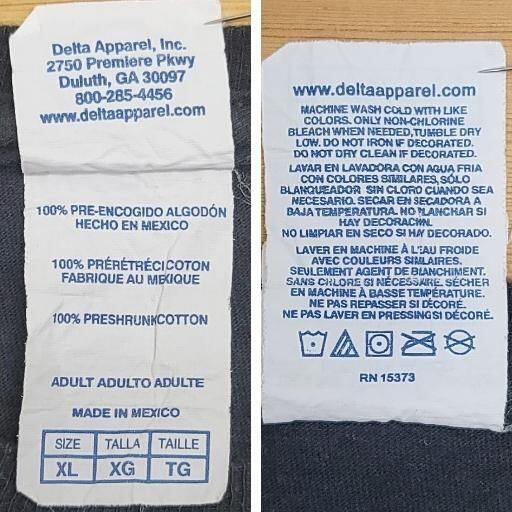 Delta Apparel, Inc.
2750 Premiere Pkwy
Duluth, GA 30097
800-285-4456
www.deltaapparel.com
100% PRE-ENCOGIDO ALGODÓN
HECHO EN MEXICO
100% PRÉRÉTRÉCI COTON
FABRIQUE AU MEXIQUE
100% PRESHRUNK COTTON
ADULT ADULTO ADULTE
MADE IN MEXICO
SIZE TALLA TAILLE
XL XG TG
www.deltaapparel.com
MACHINE WASH COLD WITH LIKE
COLORS. ONLY NON-CHLORINE
BLEACH WHEN NEEDED, TUMBLE DRY
LOW. DO NOT IRON IF DECORATED.
DO NOT DRY CLEAN IF DECORATED.
LAVAR EN LAVADORA CON AGUA FRIA
CON COLORES SIMILARES, SÓLO
BLANQUEADOR SIN CLORO CUANDO SEA
NECESARIO. SECAR EN SECADORA A
BAJA TEMPERATURA. NO PLANCHAR SI
HAY DECORACIÓN.
NO LIMPIAR EN SECO SI HAY DECORADO.
LAVER EN MACHINE À L'AU FROIDE
AVEC COULEURS SIMLAIRES.
SEULEMENT AGENT DE BLANCHIMENT.
SANS CHLORE SI NÉCESSAIRE. SÉCHER
EN MACHINE À BASSE TEMPÉRATURE.
NE PAS REPASSER SI DÉCORÉ.
NE PAS LAVER EN PRESSING SI DÉCORÉ.
RN 15373